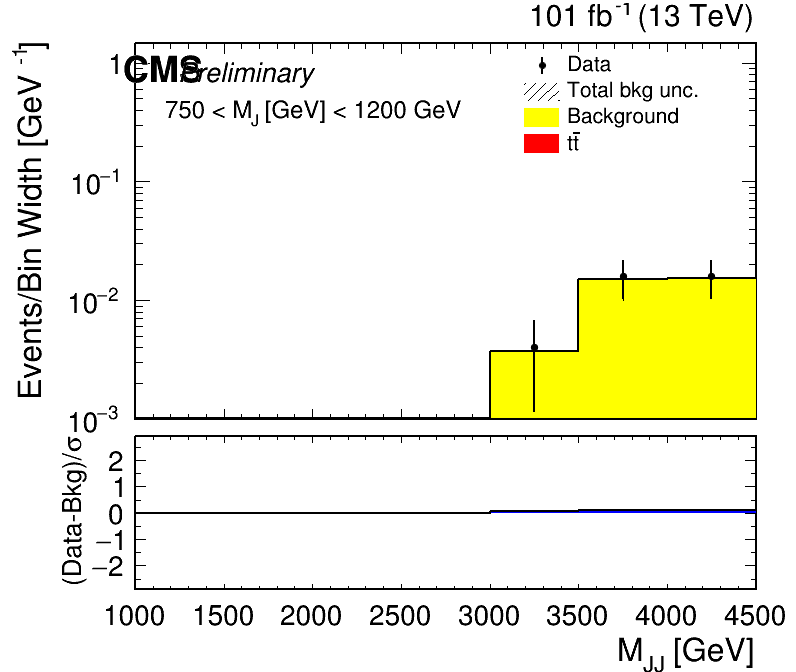 101 fb⁻¹ (13 TeV)
CMS Preliminary
750 < M_J [GeV] < 1200 GeV
Data
Total bkg unc.
Background
tt̄
Events/Bin Width [GeV⁻¹]
1
10⁻¹
10⁻²
10⁻³
(Data-Bkg)/σ
2
1
0
−1
−2
1000 1500 2000 2500 3000 3500 4000 4500
M_JJ [GeV]